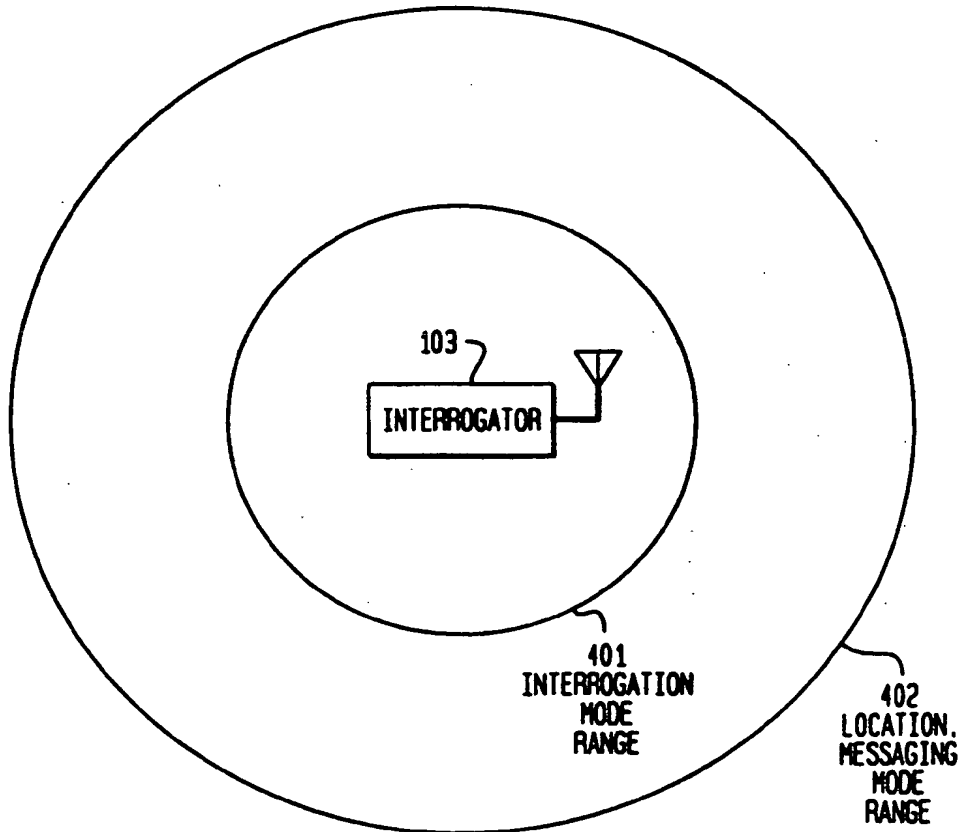 103
INTERROGATOR
401
INTERROGATION
MODE
RANGE
402
LOCATION.
MESSAGING
MODE
RANGE